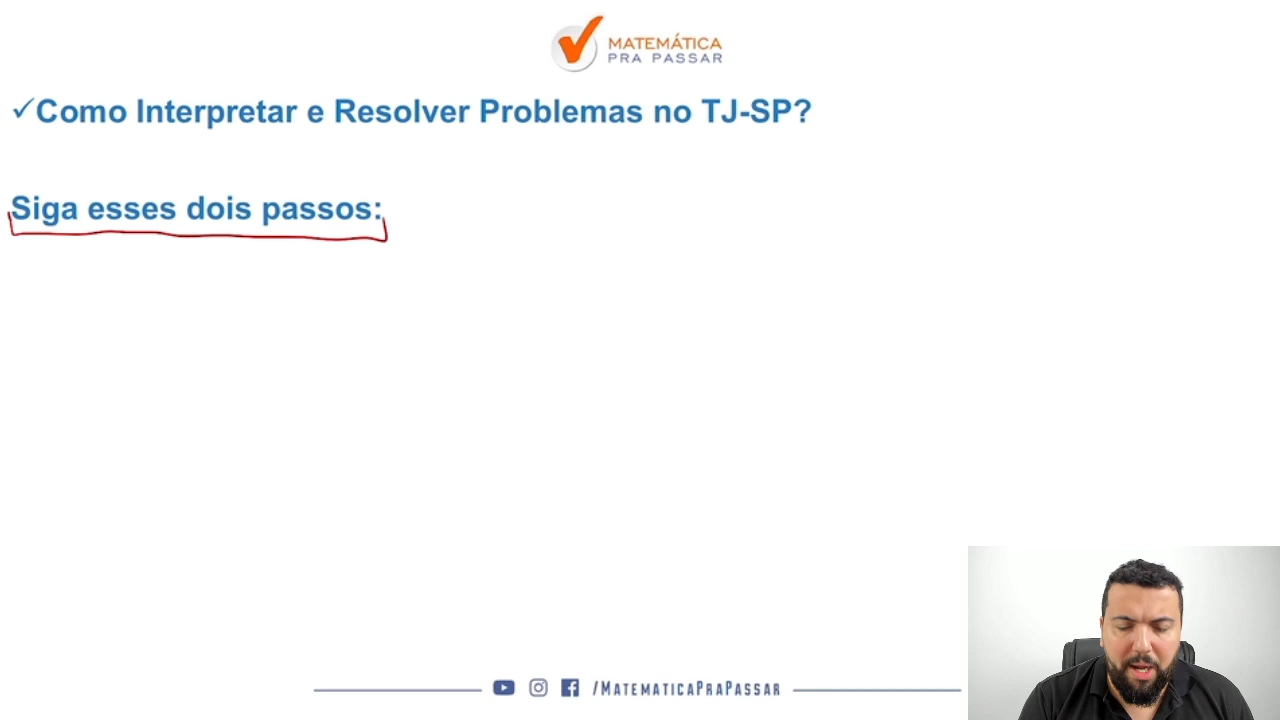 MATEMÁTICA
PRA PASSAR
✓Como Interpretar e Resolver Problemas no TJ-SP?
Siga esses dois passos:
/MATEMATICAPRAPASSAR